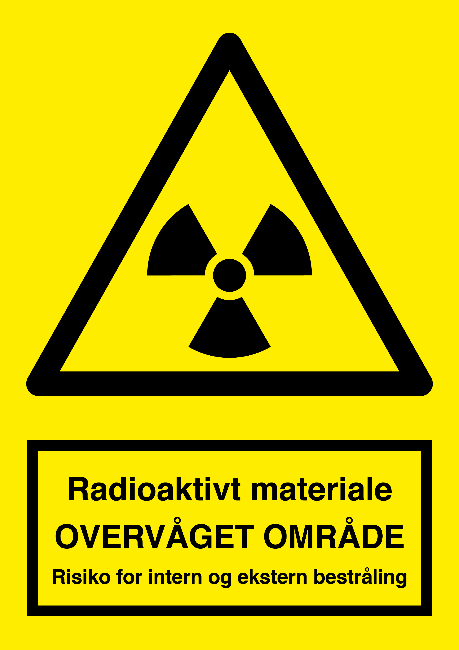 Radioaktivt materiale
OVERVÅGET OMRÅDE
Risiko for intern og ekstern bestråling